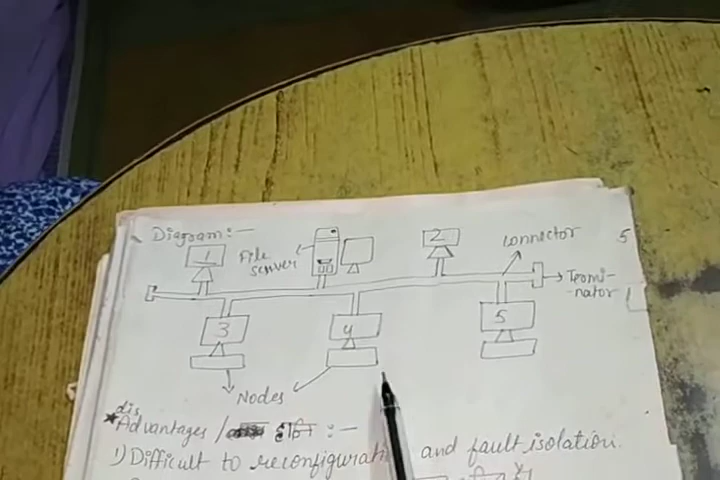 Diagram:-
1
File
server
2
Connector
5
Termi-
-nator
3
4
5
Nodes
dis
*Advantages /
1) Difficult to reconfigurati and fault isolation.